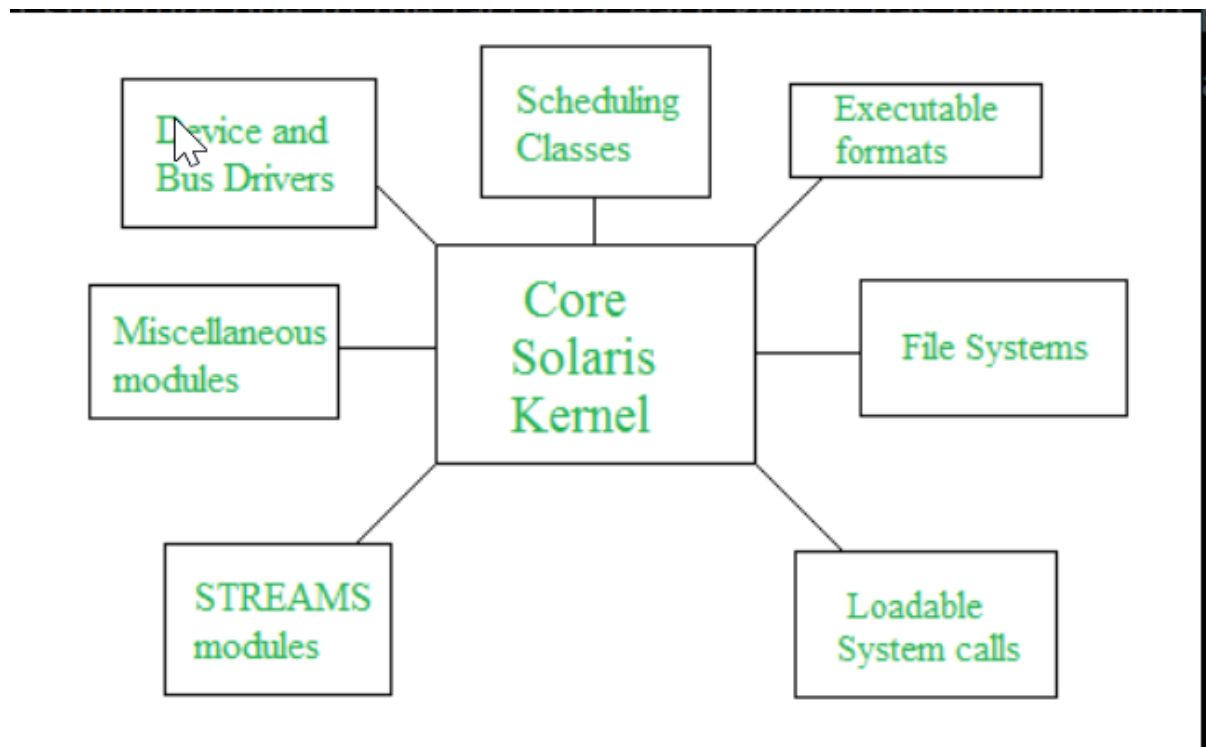 Scheduling
Classes
Device and
Bus Drivers
Executable
formats
Core
Solaris
Kernel
Miscellaneous
modules
File Systems
STREAMS
modules
Loadable
System calls